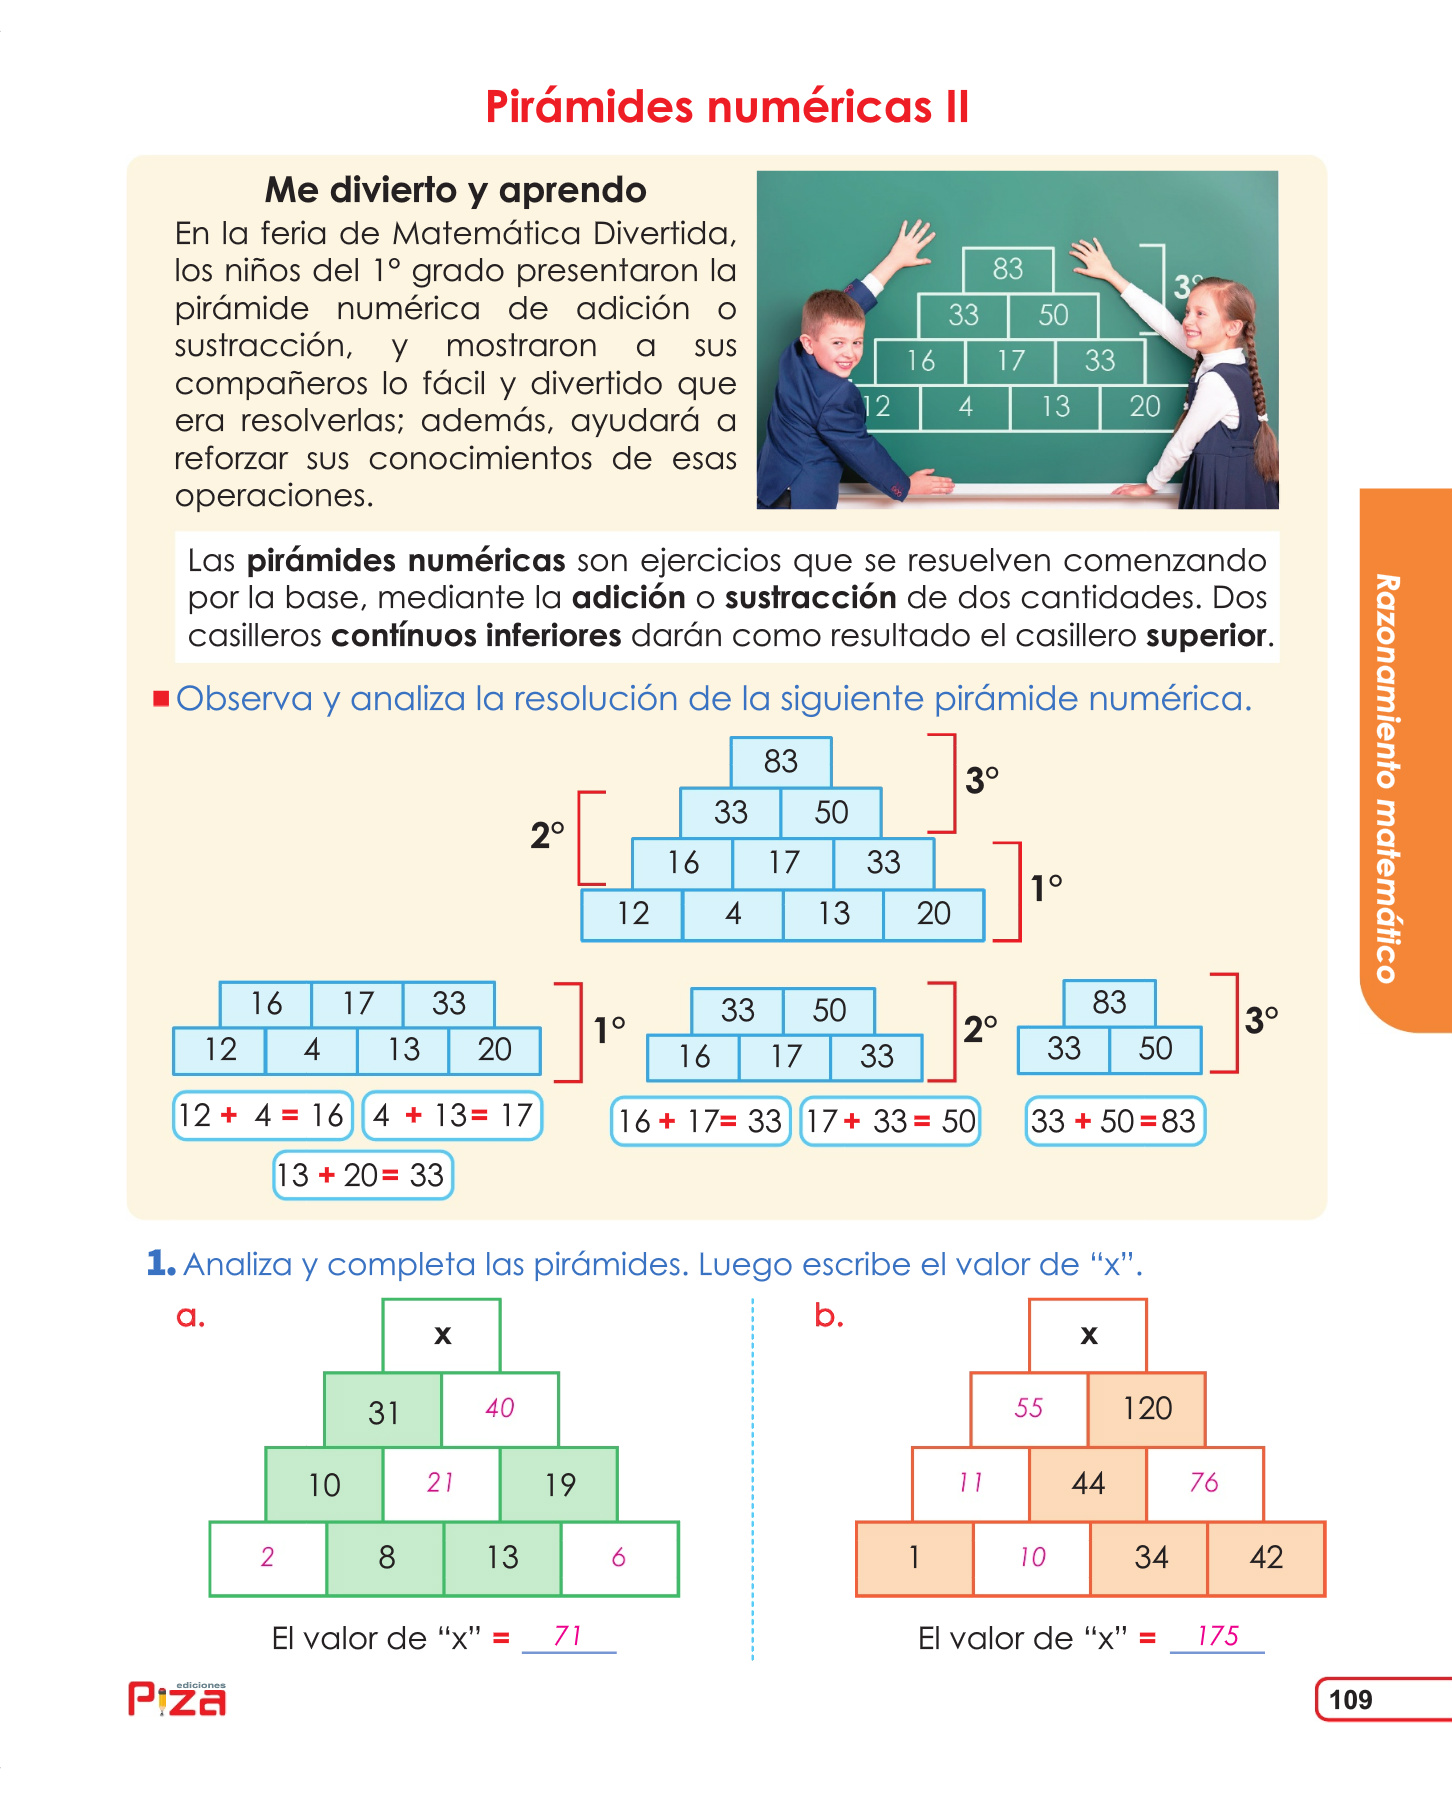 Pirámides numéricas II
Me divierto y aprendo
En la feria de Matemática Divertida,
los niños del 1° grado presentaron la
pirámide numérica de adición o
sustracción, y mostraron a sus
compañeros lo fácil y divertido que
era resolverlas; además, ayudará a
reforzar sus conocimientos de esas
operaciones.
83
3°
33 50
16 17 33
12 4 13 20
Las pirámides numéricas son ejercicios que se resuelven comenzando
por la base, mediante la adición o sustracción de dos cantidades. Dos
casilleros contínuos inferiores darán como resultado el casillero superior.
Observa y analiza la resolución de la siguiente pirámide numérica.
83
3°
33 50
2°
16 17 33
1°
12 4 13 20
16 17 33
12 4 13 20
1°
12 + 4 = 16 4 + 13 = 17
13 + 20 = 33
33 50
16 17 33
2°
16 + 17 = 33 17 + 33 = 50
83
33 50
3°
33 + 50 = 83
Razonamiento matemático
1. Analiza y completa las pirámides. Luego escribe el valor de “x”.
a.
x
31 40
10 21 19
2 8 13 6
El valor de “x” = 71
b.
x
55 120
11 44 76
1 10 34 42
El valor de “x” = 175
ediciones
Piza
109